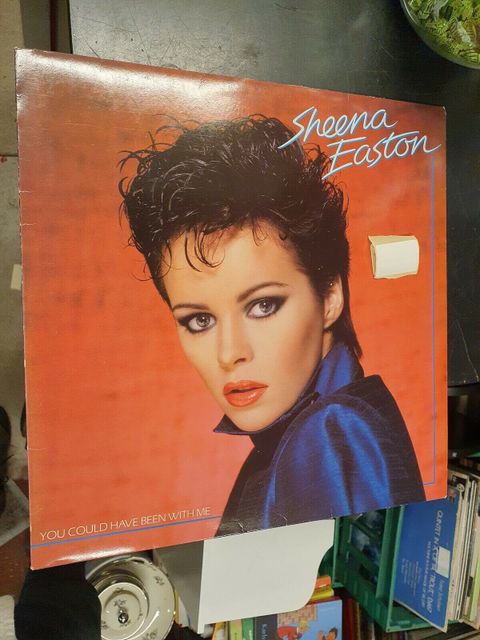 Sheena
Easton
YOU COULD HAVE BEEN WITH ME